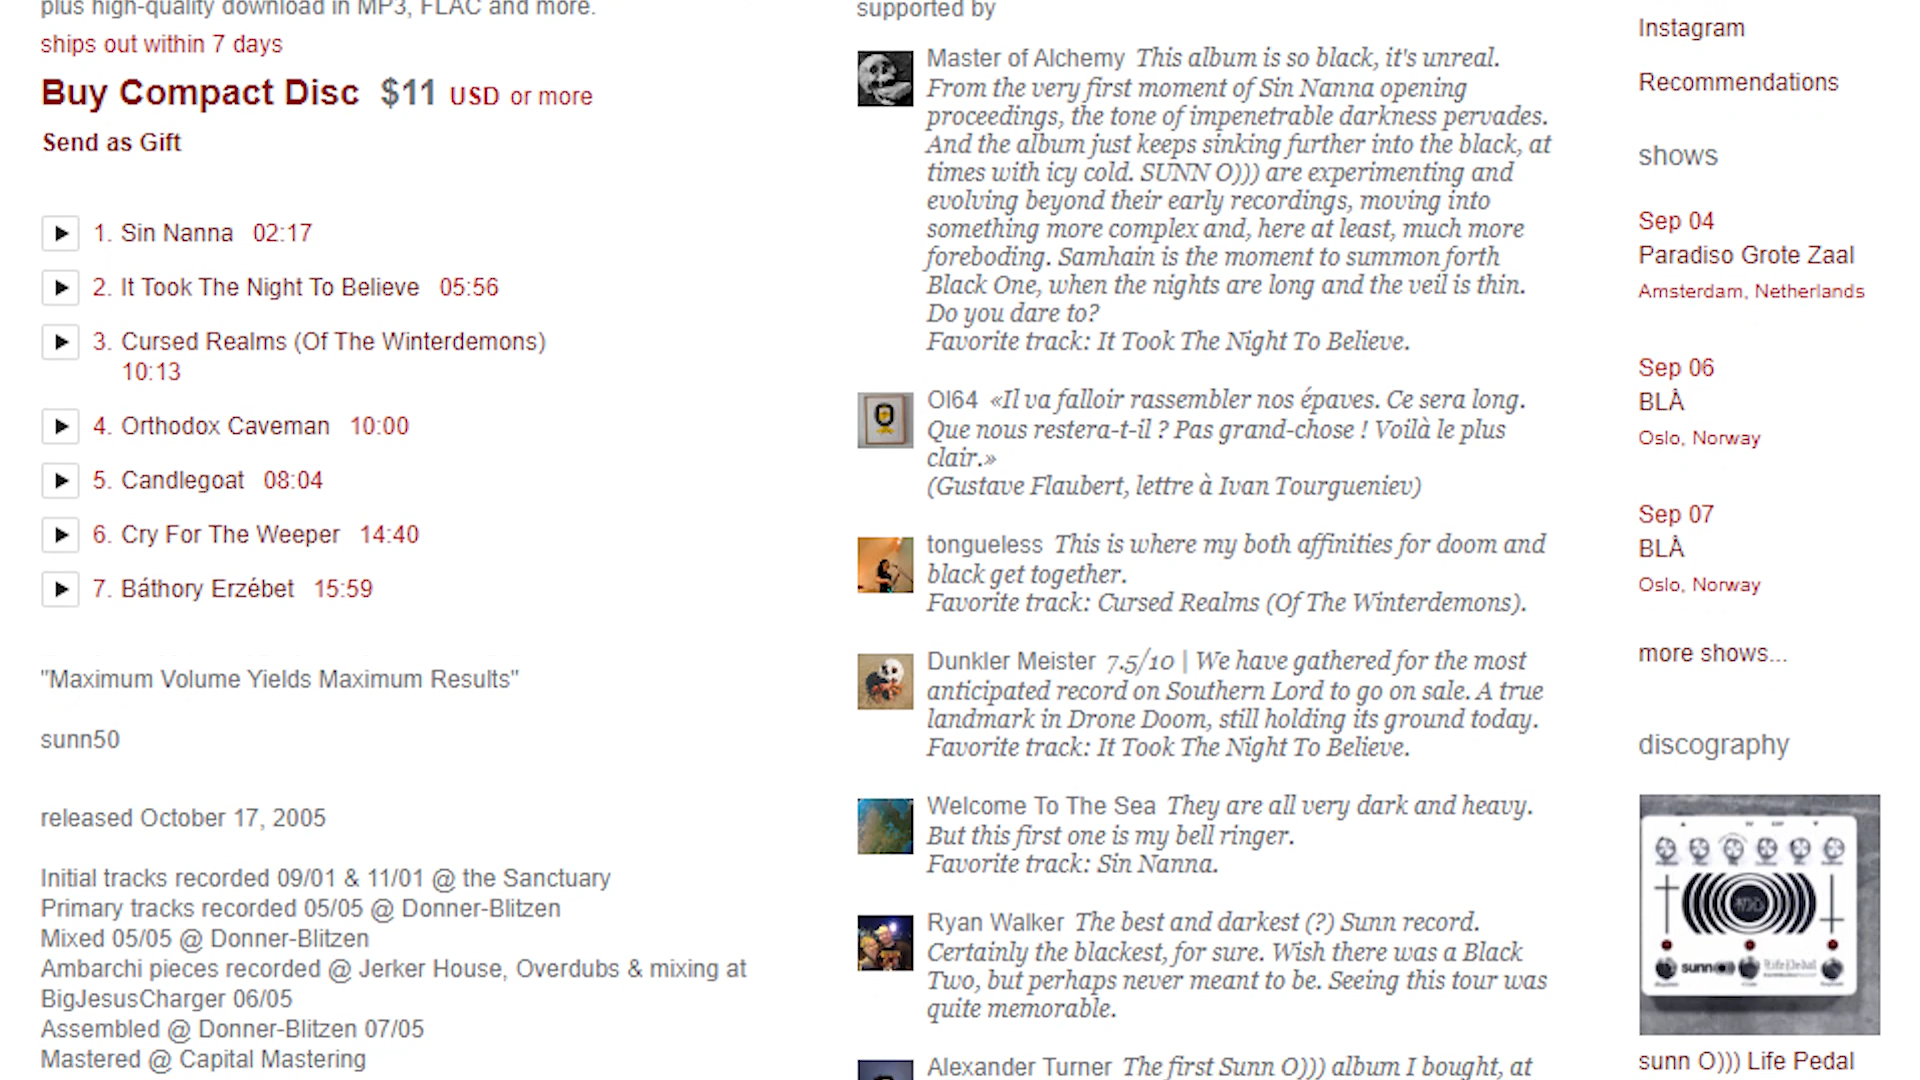 plus high-quality download in MP3, FLAC and more.
ships out within 7 days
Buy Compact Disc $11 USD or more
Send as Gift
1. Sin Nanna 02:17
2. It Took The Night To Believe 05:56
3. Cursed Realms (Of The Winterdemons)
10:13
4. Orthodox Caveman 10:00
5. Candlegoat 08:04
6. Cry For The Weeper 14:40
7. Báthory Erzébet 15:59
"Maximum Volume Yields Maximum Results"
sunn50
released October 17, 2005
Initial tracks recorded 09/01 & 11/01 @ the Sanctuary
Primary tracks recorded 05/05 @ Donner-Blitzen
Mixed 05/05 @ Donner-Blitzen
Ambarchi pieces recorded @ Jerker House, Overdubs & mixing at
BigJesusCharger 06/05
Assembled @ Donner-Blitzen 07/05
Mastered @ Capital Mastering
supported by
Master of Alchemy This album is so black, it's unreal.
From the very first moment of Sin Nanna opening
proceedings, the tone of impenetrable darkness pervades.
And the album just keeps sinking further into the black, at
times with icy cold. SUNN O))) are experimenting and
evolving beyond their early recordings, moving into
something more complex and, here at least, much more
foreboding. Samhain is the moment to summon forth
Black One, when the nights are long and the veil is thin.
Do you dare to?
Favorite track: It Took The Night To Believe.
Ol64 «Il va falloir rassembler nos épaves. Ce sera long.
Que nous restera-t-il ? Pas grand-chose ! Voilà le plus
clair.»
(Gustave Flaubert, lettre à Ivan Tourgueniev)
tongueless This is where my both affinities for doom and
black get together.
Favorite track: Cursed Realms (Of The Winterdemons).
Dunkler Meister 7.5/10 | We have gathered for the most
anticipated record on Southern Lord to go on sale. A true
landmark in Drone Doom, still holding its ground today.
Favorite track: It Took The Night To Believe.
Welcome To The Sea They are all very dark and heavy.
But this first one is my bell ringer.
Favorite track: Sin Nanna.
Ryan Walker The best and darkest (?) Sunn record.
Certainly the blackest, for sure. Wish there was a Black
Two, but perhaps never meant to be. Seeing this tour was
quite memorable.
Alexander Turner The first Sunn O))) album I bought, at
Instagram
Recommendations
shows
Sep 04
Paradiso Grote Zaal
Amsterdam, Netherlands
Sep 06
BLÅ
Oslo, Norway
Sep 07
BLÅ
Oslo, Norway
more shows...
discography
sunn O))) Life Pedal
sunn O))) Life Pedal